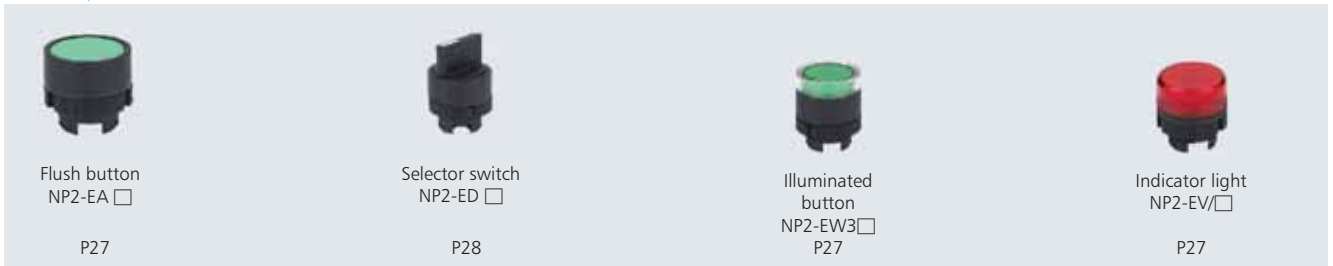 Flush button
NP2-EA □
P27
Selector switch
NP2-ED □
P28
Illuminated
button
NP2-EW3□
P27
Indicator light
NP2-EV/□
P27